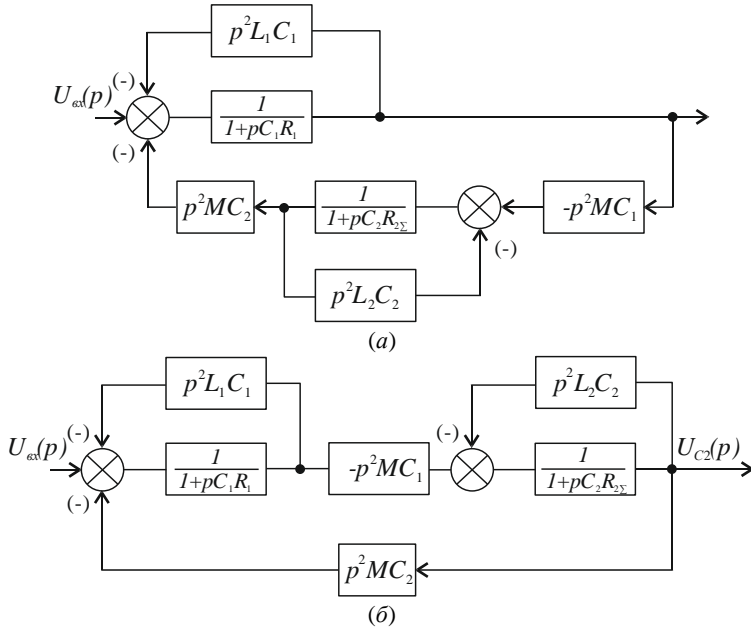 p²L₁C₁
(-)
U_вх(p)
1
1+pC₁R₁
(-)
p²MC₂
1
1+pC₂R₂Σ
-p²MC₁
(-)
p²L₂C₂
(а)
p²L₁C₁
p²L₂C₂
(-)
(-)
U_вх(p)
1
1+pC₁R₁
-p²MC₁
1
1+pC₂R₂Σ
U_C2(p)
(-)
p²MC₂
(б)